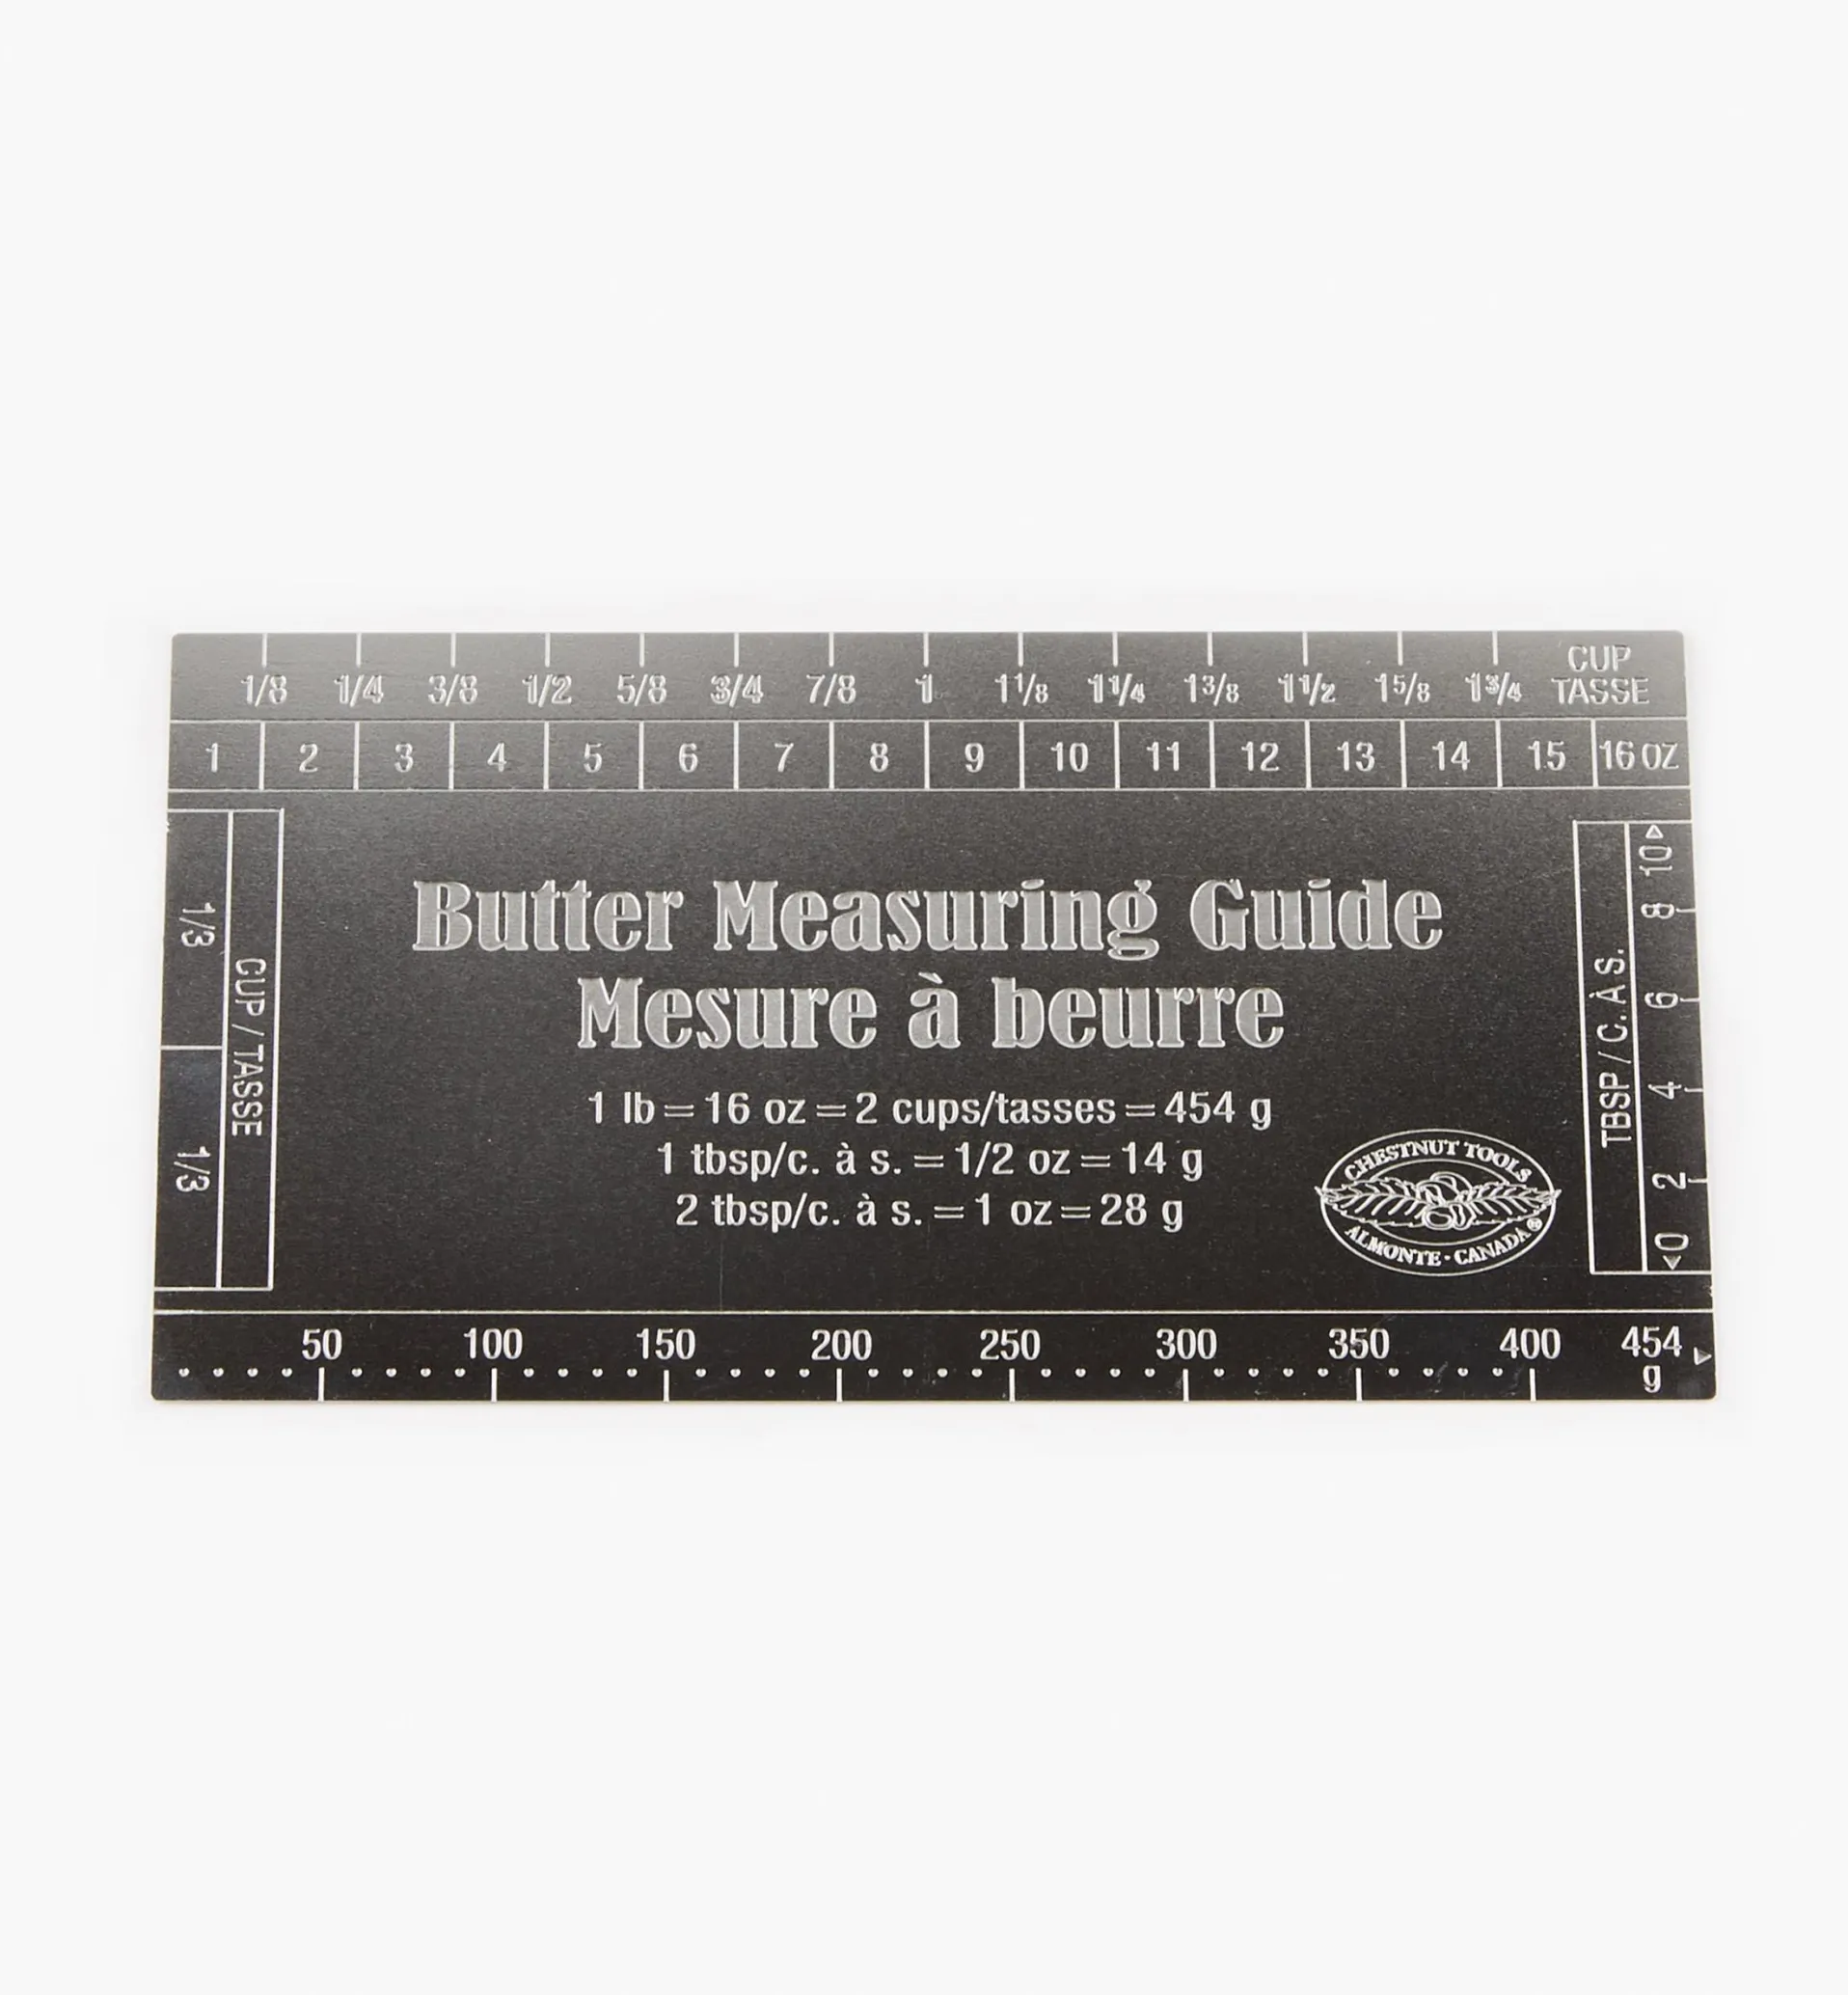 1/8 1/4 3/8 1/2 5/8 3/4 7/8 1 1 1/8 1 1/4 1 3/8 1 1/2 1 5/8 1 3/4 CUP
TASSE
1 2 3 4 5 6 7 8 9 10 11 12 13 14 15 16 OZ
1/3 1/3
CUP / TASSE
Butter Measuring Guide
Mesure à beurre
1 lb = 16 oz = 2 cups/tasses = 454 g
1 tbsp/c. à s. = 1/2 oz = 14 g
2 tbsp/c. à s. = 1 oz = 28 g
CHESTNUT TOOLS
ALMONTE - CANADA ®
TBSP / C. À S.
0 2 4 6 8 10
50 100 150 200 250 300 350 400 454
g